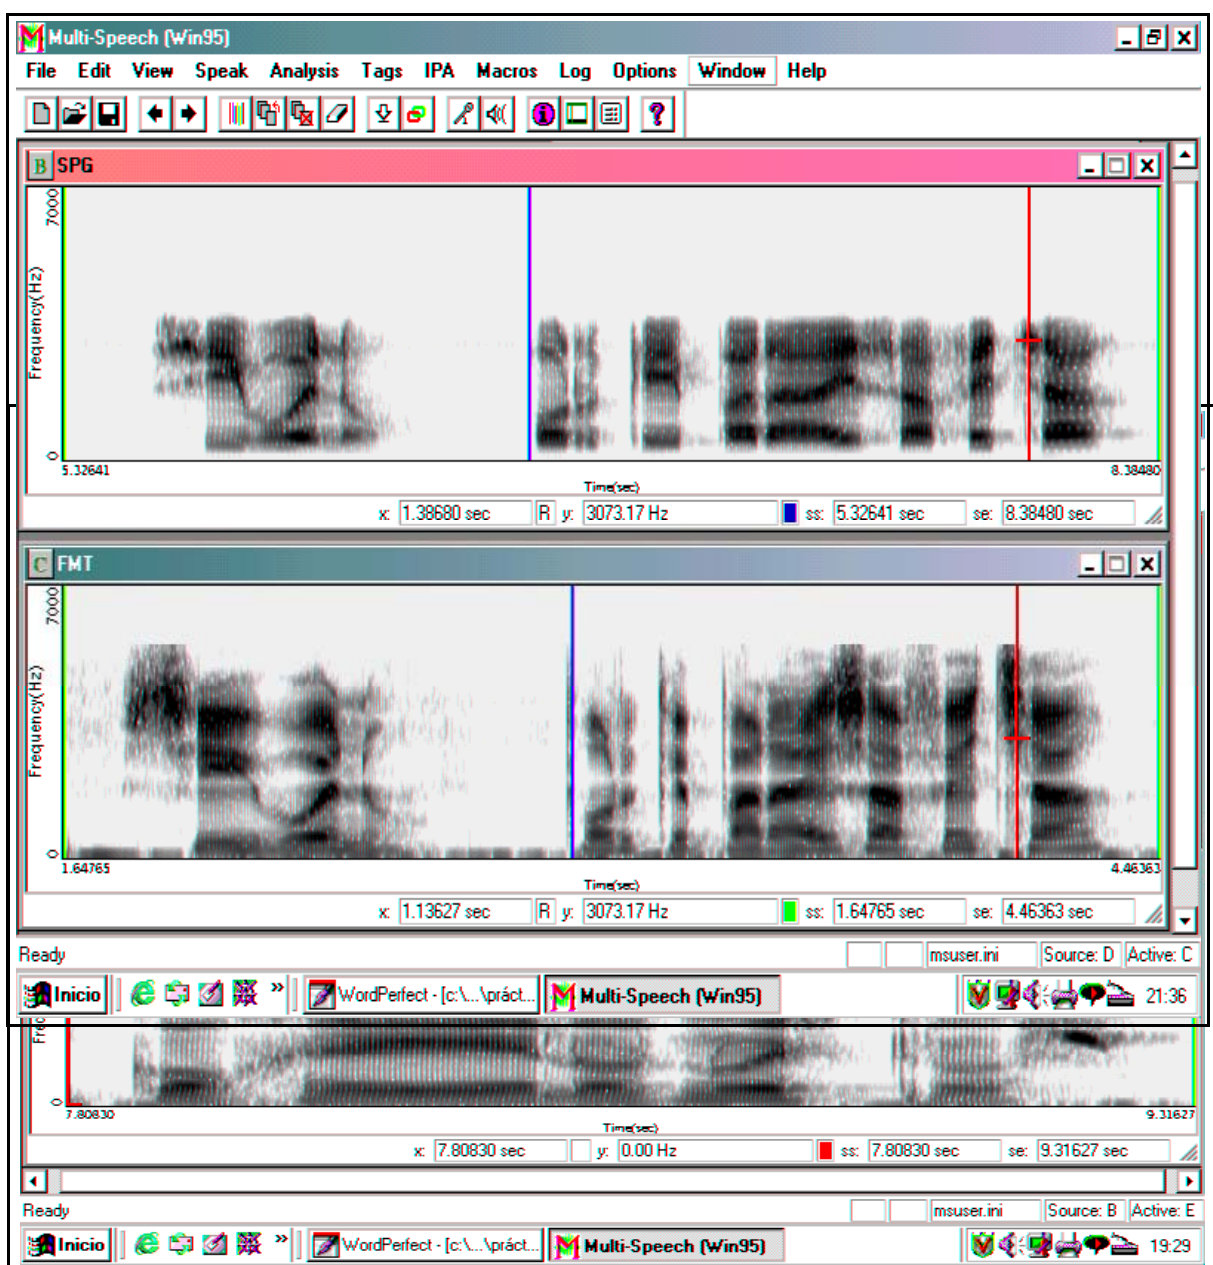 Multi-Speech (Win95)
File Edit View Speak Analysis Tags IPA Macros Log Options Window Help
B SPG
7000
Frequency(Hz)
0
5.32641 8.38480
Time(sec)
x: 1.38680 sec R y: 3073.17 Hz ss: 5.32641 sec se: 8.38480 sec
C FMT
7000
Frequency(Hz)
0
1.64765 4.46363
Time(sec)
x: 1.13627 sec R y: 3073.17 Hz ss: 1.64765 sec se: 4.46363 sec
Ready msuser.ini Source: D Active: C
Inicio » WordPerfect - [c:\...\práct... Multi-Speech (Win95) 21:36
0
7.80830 9.31627
Time(sec)
x: 7.80830 sec y: 0.00 Hz ss: 7.80830 sec se: 9.31627 sec
Ready msuser.ini Source: B Active: E
Inicio » WordPerfect - [c:\...\práct... Multi-Speech (Win95) 19:29